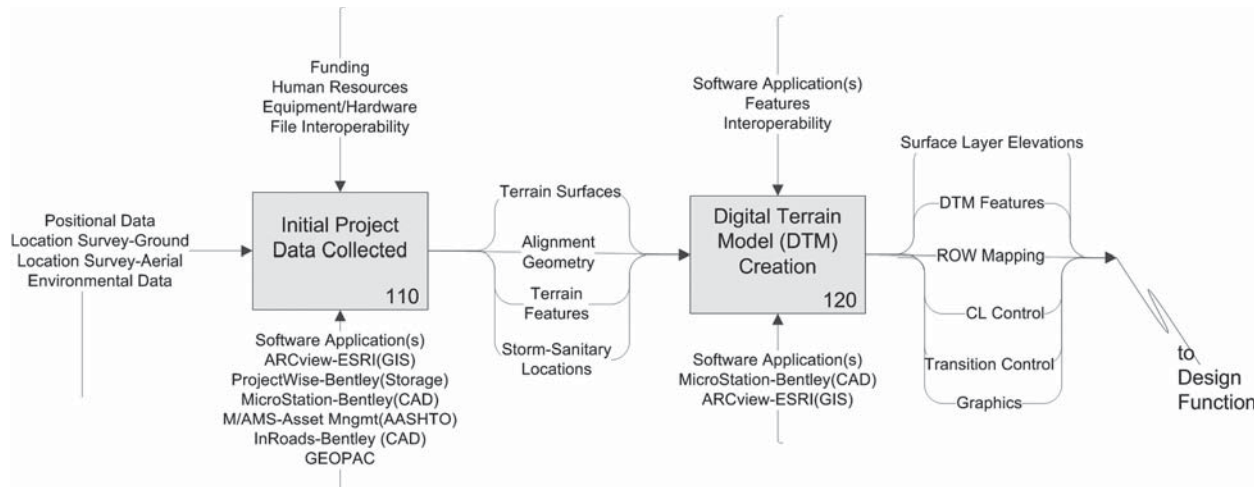 Funding
Human Resources
Equipment/Hardware
File Interoperability
Positional Data
Location Survey-Ground
Location Survey-Aerial
Environmental Data
Initial Project
Data Collected
110
Software Application(s)
ARCview-ESRI(GIS)
ProjectWise-Bentley(Storage)
MicroStation-Bentley(CAD)
M/AMS-Asset Mngmt(AASHTO)
InRoads-Bentley (CAD)
GEOPAC
Terrain Surfaces
Alignment
Geometry
Terrain
Features
Storm-Sanitary
Locations
Software Application(s)
Features
Interoperability
Digital Terrain
Model (DTM)
Creation
120
Software Application(s)
MicroStation-Bentley(CAD)
ARCview-ESRI(GIS)
Surface Layer Elevations
DTM Features
ROW Mapping
CL Control
Transition Control
Graphics
to
Design
Function